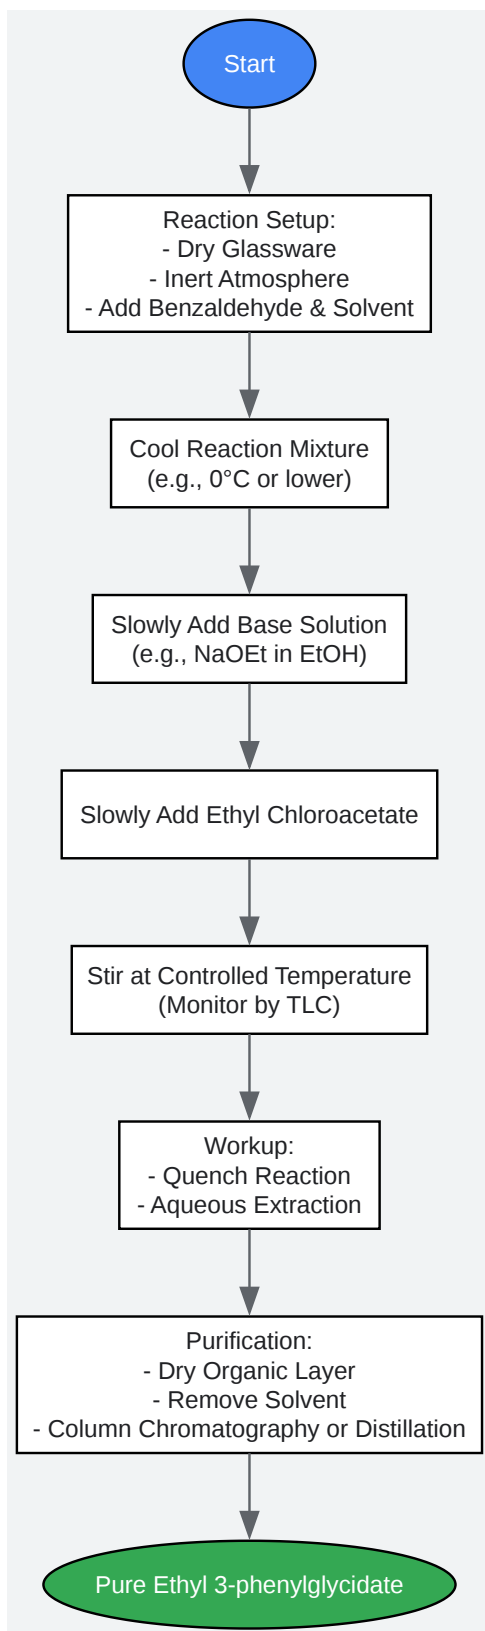 Start
Reaction Setup:
- Dry Glassware
- Inert Atmosphere
- Add Benzaldehyde & Solvent
Cool Reaction Mixture
(e.g., 0°C or lower)
Slowly Add Base Solution
(e.g., NaOEt in EtOH)
Slowly Add Ethyl Chloroacetate
Stir at Controlled Temperature
(Monitor by TLC)
Workup:
- Quench Reaction
- Aqueous Extraction
Purification:
- Dry Organic Layer
- Remove Solvent
- Column Chromatography or Distillation
Pure Ethyl 3-phenylglycidate